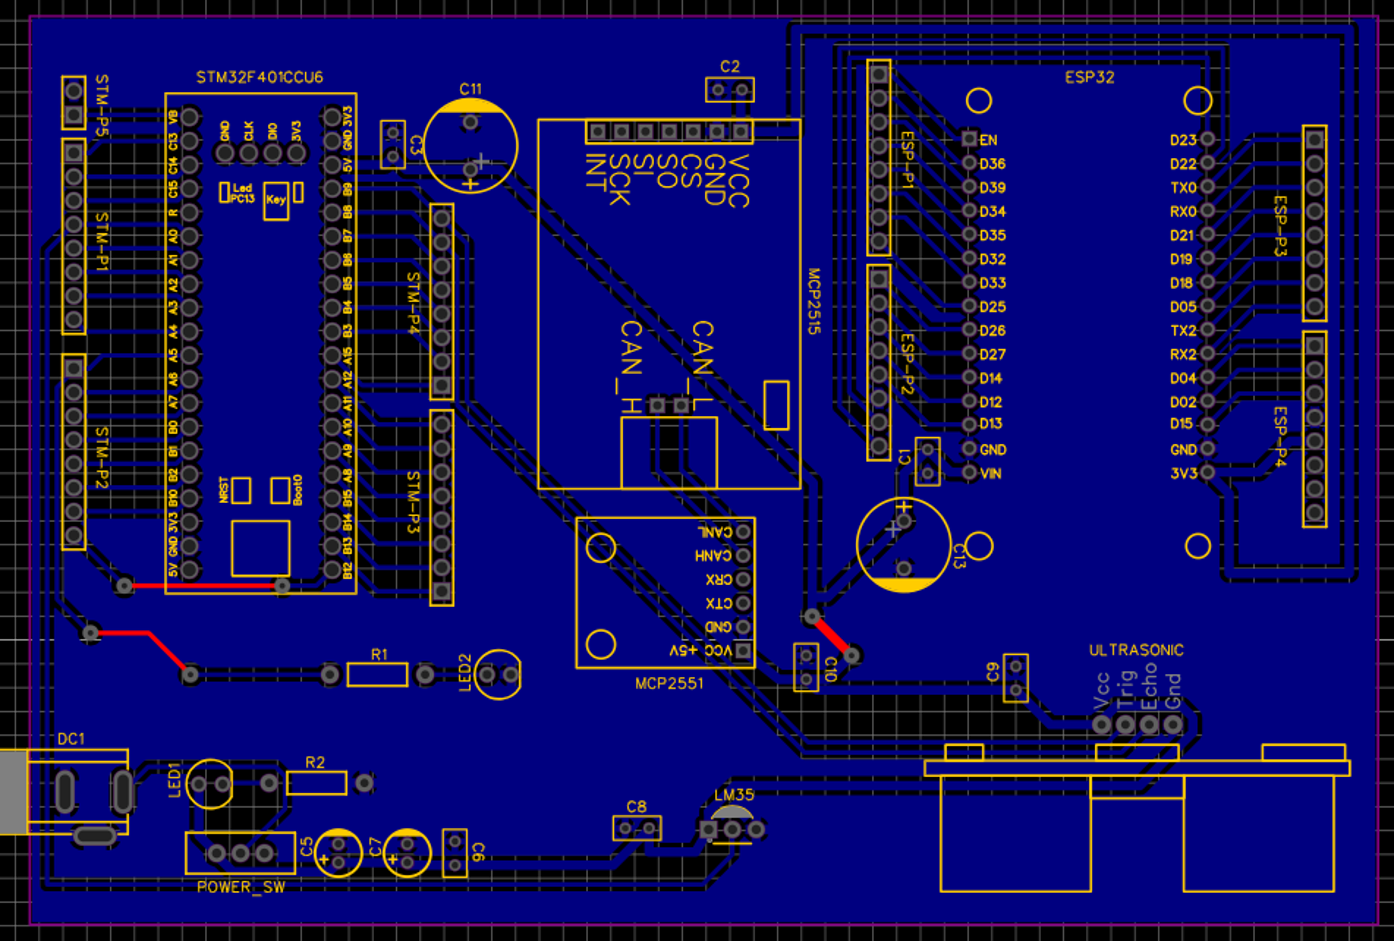 STM32F401CCU6
C11
C2
ESP32
STM-P5
VB
C13
C14
C15
R
A0
A1
A2
A3
A4
A5
A6
A7
B0
B1
B2
B10
3V3
GND
5V
GND
CLK
DIO
3V3
Led
PC13
Key
NRST
Boot0
3V3
GND
5V
B9
B8
B7
B6
B5
B4
B3
A15
A12
A11
A10
A9
A8
B15
B14
B13
B12
C3
+
STM-P1
STM-P2
STM-P4
STM-P3
INT
SCK
SI
SO
CS
GND
VCC
MCP2515
CAN_H
CAN_L
ESP-P1
ESP-P2
EN
D36
D39
D34
D35
D32
D33
D25
D26
D27
D14
D12
D13
GND
VIN
D23
D22
TX0
RX0
D21
D19
D18
D05
TX2
RX2
D04
D02
D15
GND
3V3
ESP-P3
ESP-P4
C1
+
C13
CANL
CANH
CRX
CTX
GND
VCC +5V
MCP2551
C10
C9
ULTRASONIC
Vcc
Trig
Echo
Gnd
R1
LED2
DC1
LED1
R2
POWER_SW
C5
+
C7
+
C6
C8
LM35